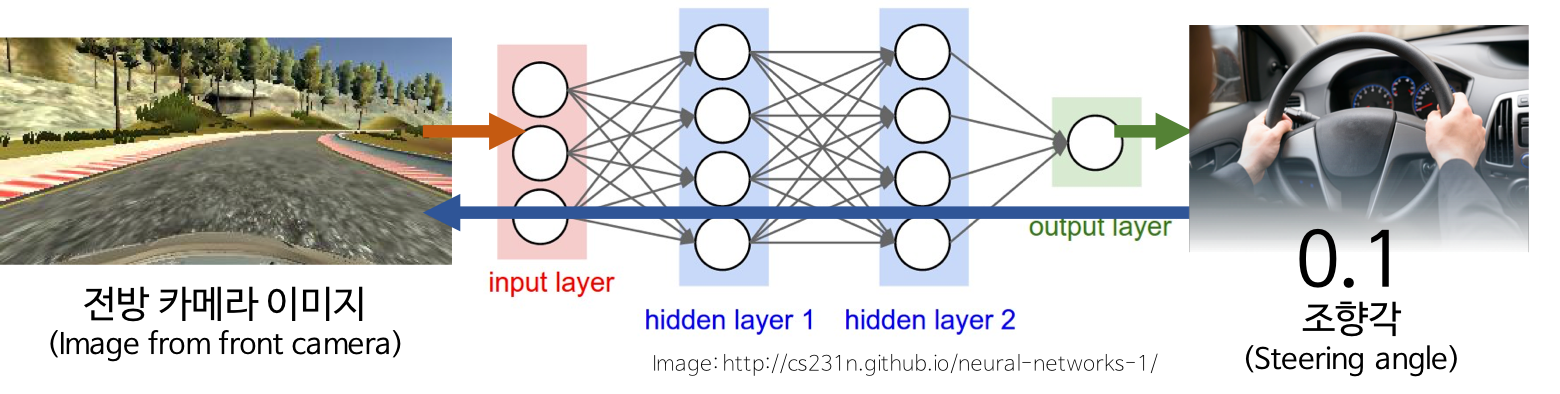 전방 카메라 이미지
(Image from front camera)
input layer
hidden layer 1
hidden layer 2
Image: http://cs231n.github.io/neural-networks-1/
output layer
0.1
조향각
(Steering angle)